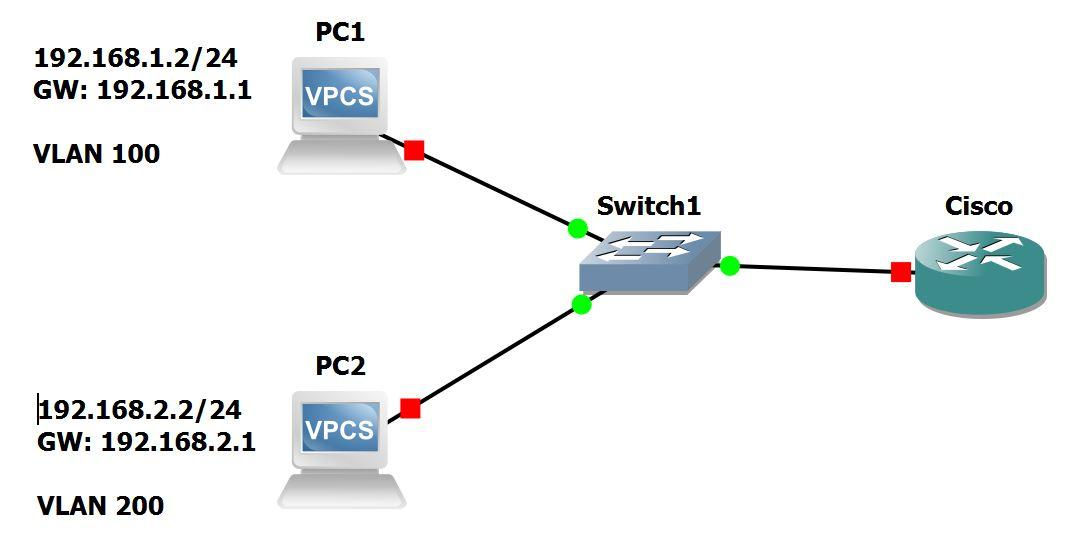 PC1
192.168.1.2/24
GW: 192.168.1.1
VPCS
VLAN 100
Switch1
Cisco
PC2
192.168.2.2/24
GW: 192.168.2.1
VPCS
VLAN 200